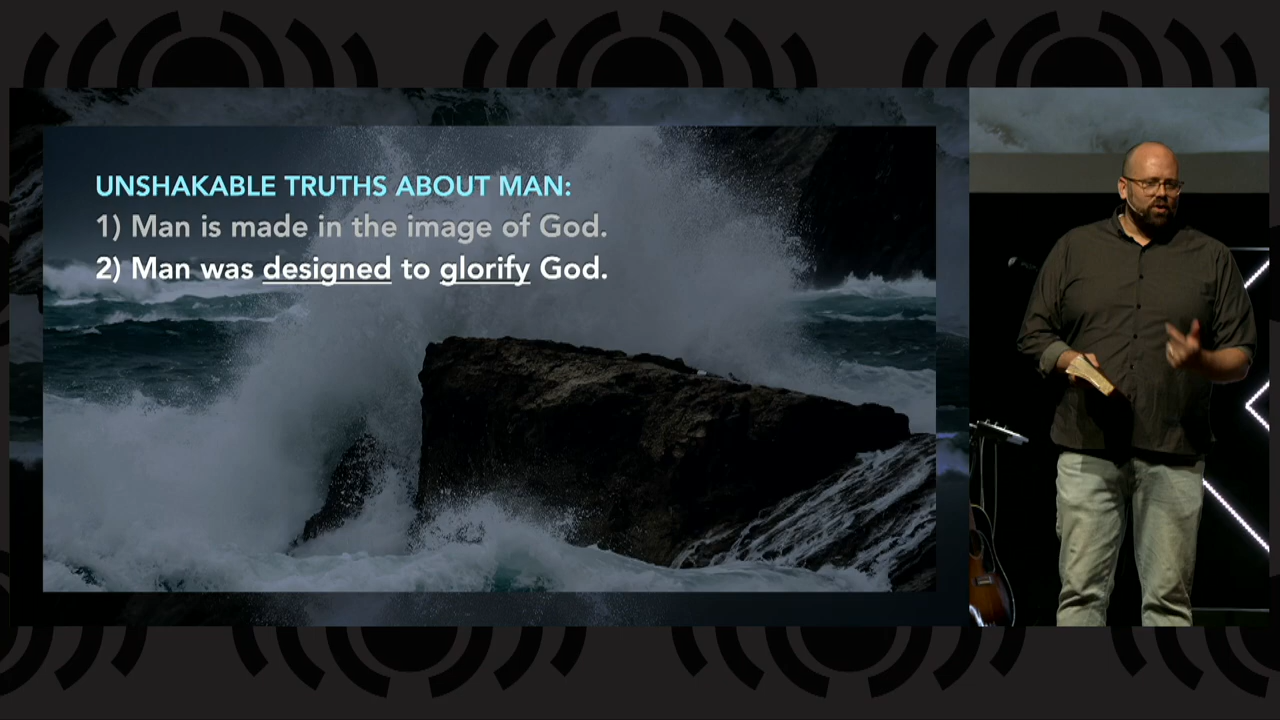 UNSHAKABLE TRUTHS ABOUT MAN:
1) Man is made in the image of God.
2) Man was designed to glorify God.